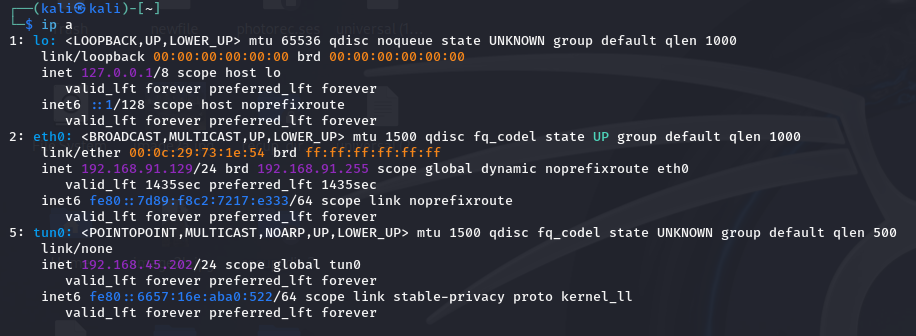 ┌──(kali㉿kali)-[~]
└─$ ip a
1: lo: <LOOPBACK,UP,LOWER_UP> mtu 65536 qdisc noqueue state UNKNOWN group default qlen 1000
    link/loopback 00:00:00:00:00:00 brd 00:00:00:00:00:00
    inet 127.0.0.1/8 scope host lo
       valid_lft forever preferred_lft forever
    inet6 ::1/128 scope host noprefixroute
       valid_lft forever preferred_lft forever
2: eth0: <BROADCAST,MULTICAST,UP,LOWER_UP> mtu 1500 qdisc fq_codel state UP group default qlen 1000
    link/ether 00:0c:29:73:1e:54 brd ff:ff:ff:ff:ff:ff
    inet 192.168.91.129/24 brd 192.168.91.255 scope global dynamic noprefixroute eth0
       valid_lft 1435sec preferred_lft 1435sec
    inet6 fe80::7d89:f8c2:7217:e333/64 scope link noprefixroute
       valid_lft forever preferred_lft forever
5: tun0: <POINTOPOINT,MULTICAST,NOARP,UP,LOWER_UP> mtu 1500 qdisc fq_codel state UNKNOWN group default qlen 500
    link/none
    inet 192.168.45.202/24 scope global tun0
       valid_lft forever preferred_lft forever
    inet6 fe80::6657:16e:aba0:522/64 scope link stable-privacy proto kernel_ll
       valid_lft forever preferred_lft forever